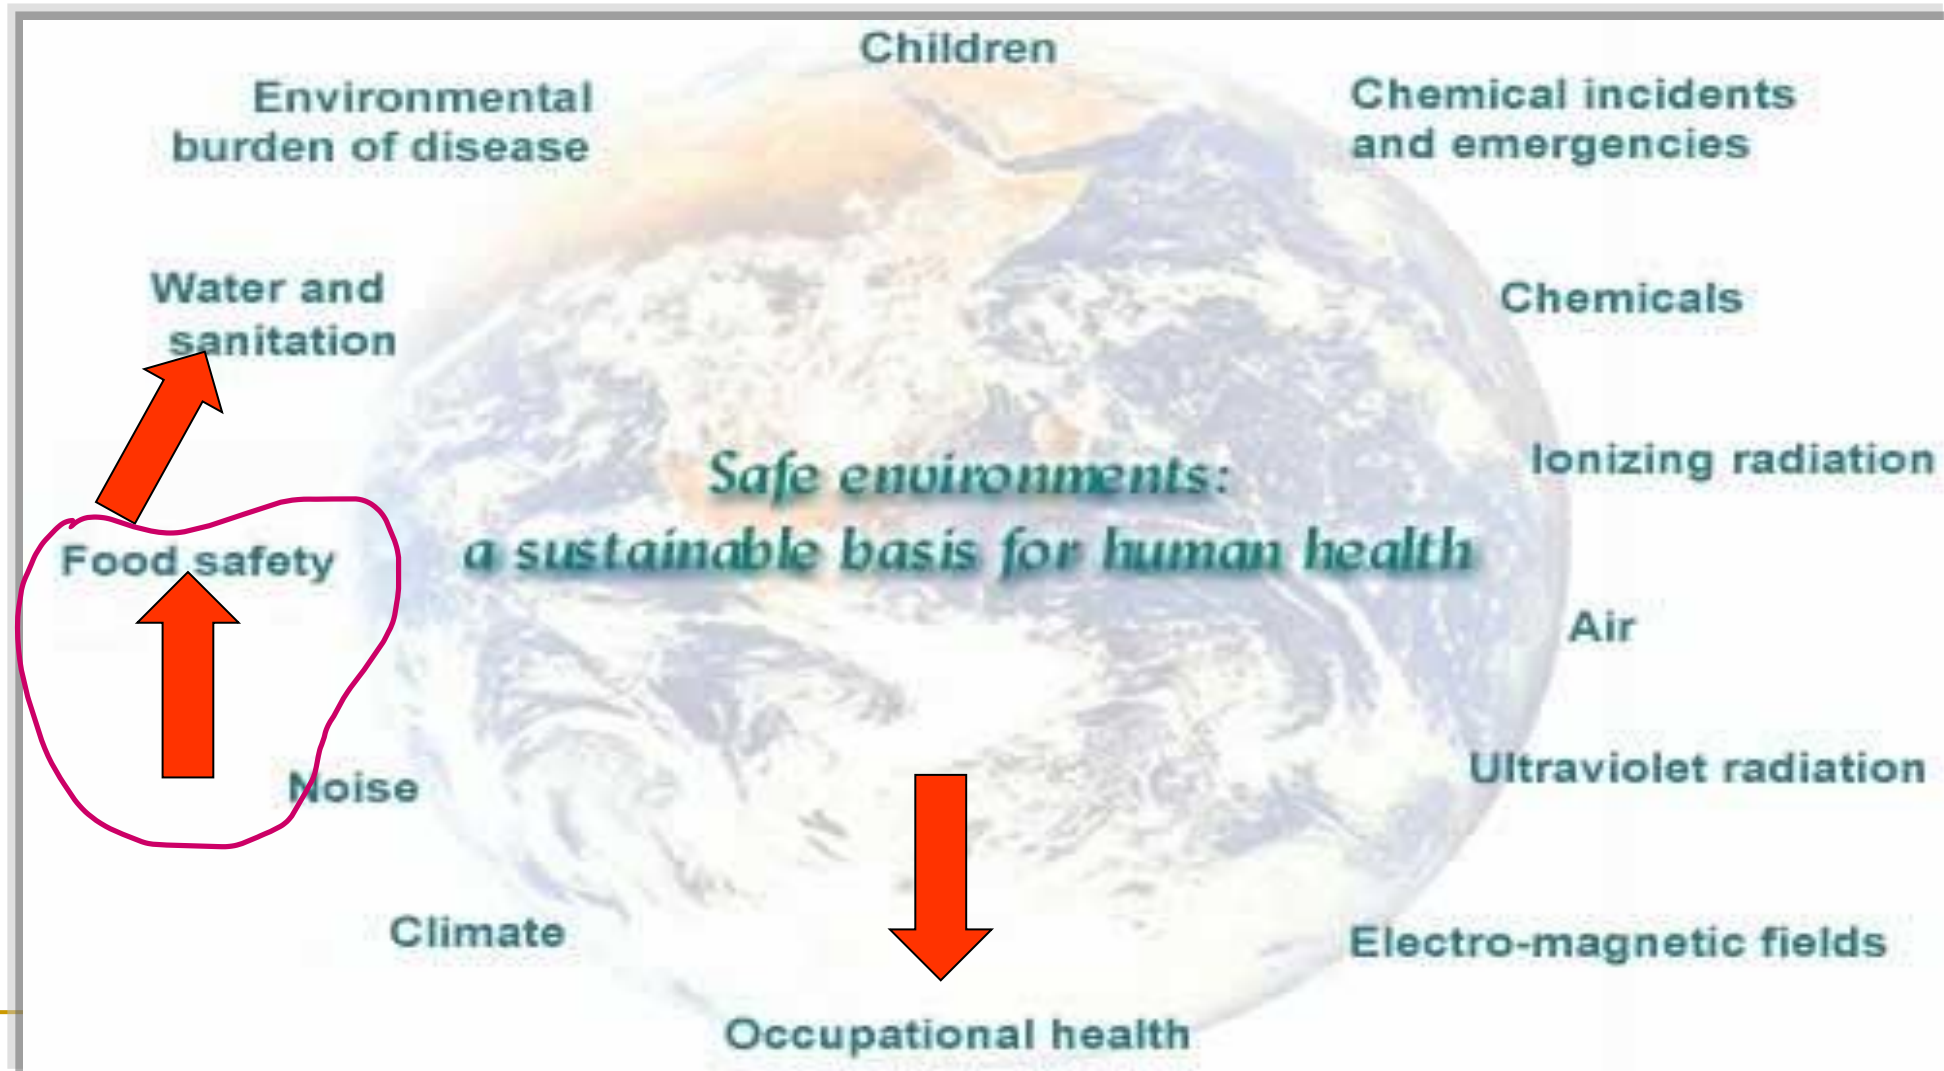 Children
Environmental
burden of disease
Chemical incidents
and emergencies
Water and
sanitation
Chemicals
Ionizing radiation
Safe environments:
a sustainable basis for human health
Food safety
Air
Noise
Ultraviolet radiation
Climate
Electro-magnetic fields
Occupational health